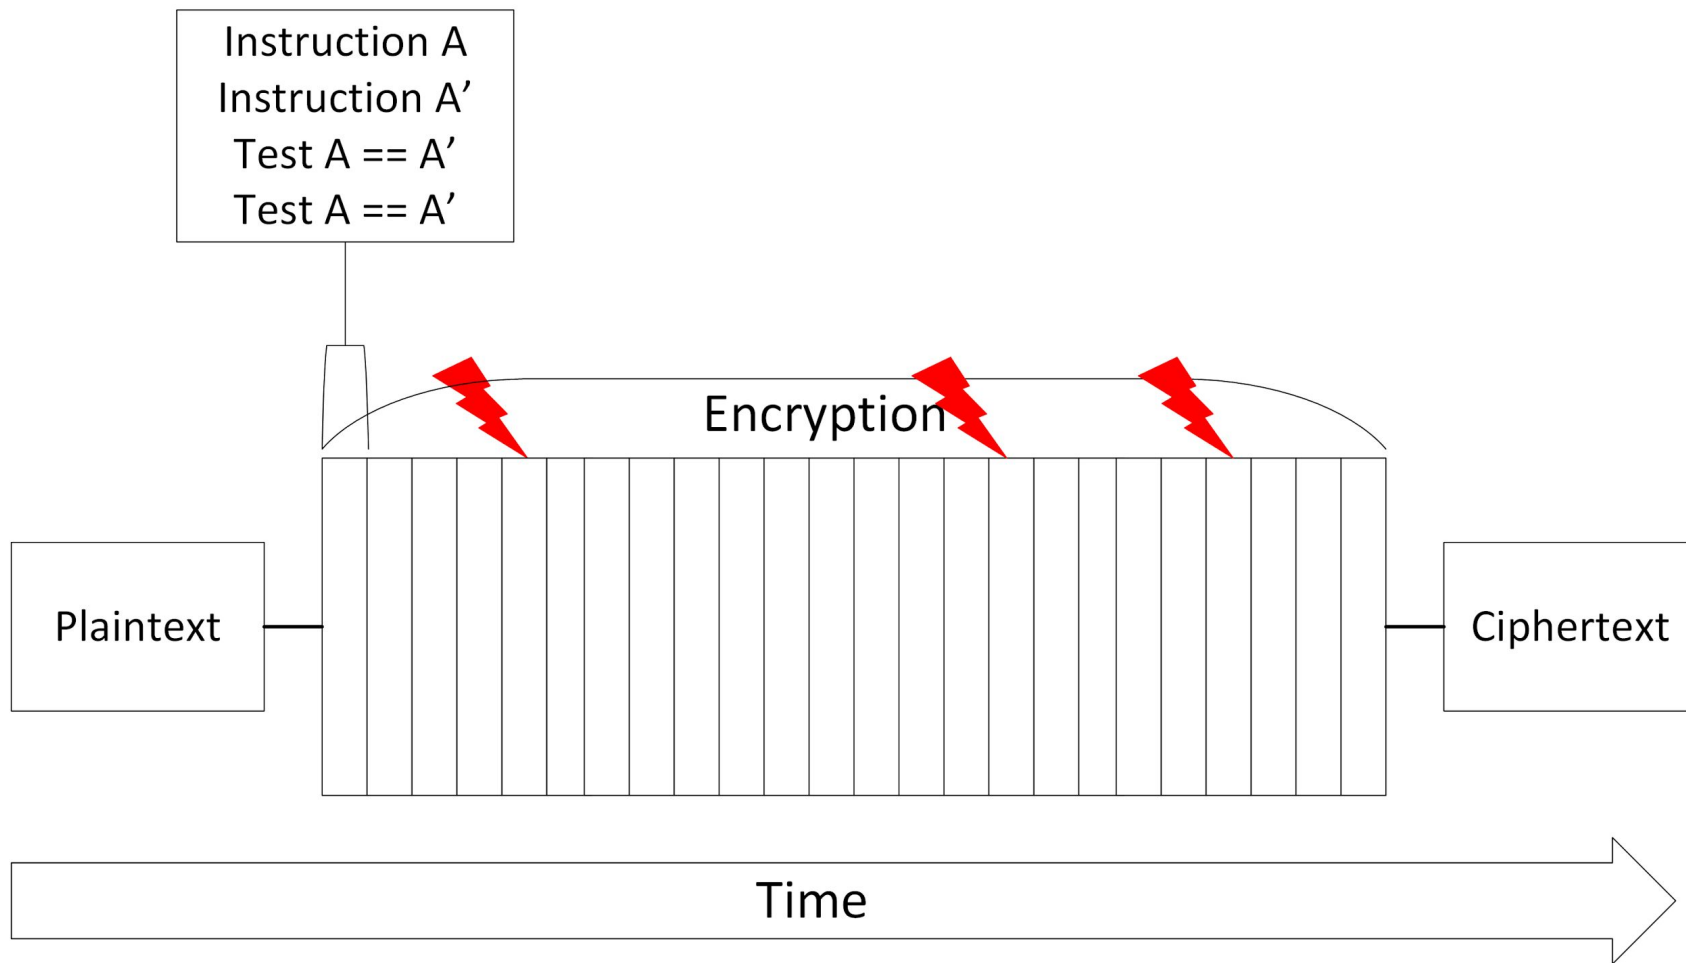 Instruction A
Instruction A’
Test A == A’
Test A == A’
Encryption
Plaintext
Ciphertext
Time